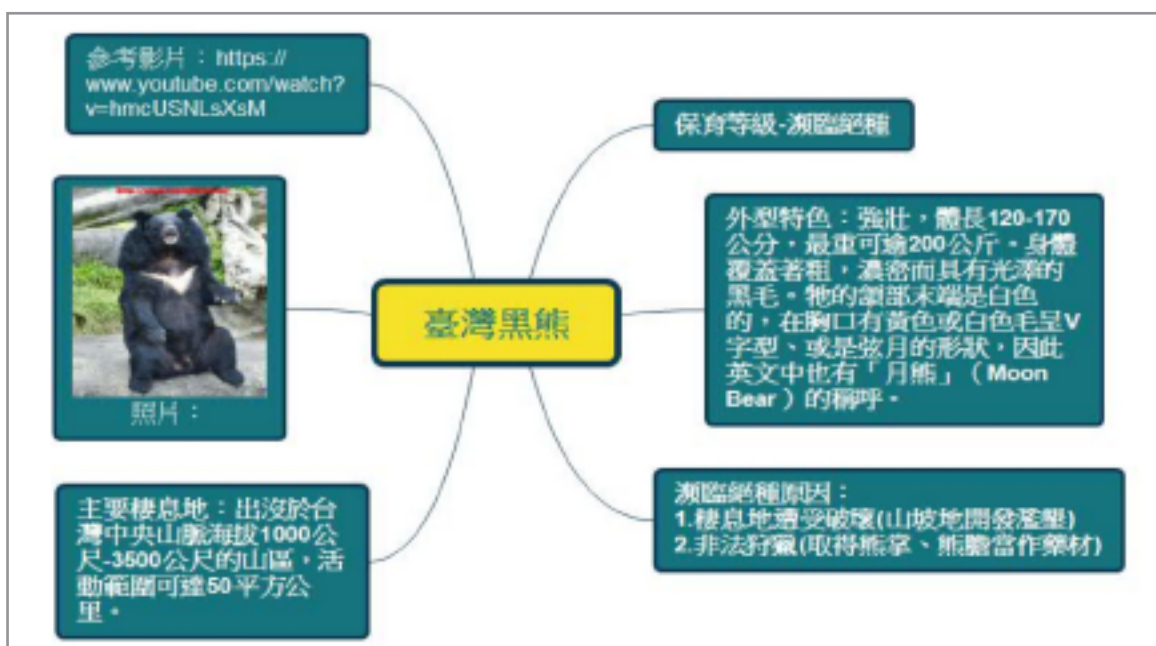 參考影片：https://
www.youtube.com/watch?
v=hmcUSNLsXsM
照片：
主要棲息地：出沒於台
灣中央山脈海拔1000公
尺-3500公尺的山區，活
動範圍可達50平方公
里。
臺灣黑熊
保育等級-瀕臨絕種
外型特色：強壯，體長120-170
公分，最重可逾200公斤。身體
覆蓋著粗，濃密而具有光澤的
黑毛。牠的頷部末端是白色
的，在胸口有黃色或白色毛呈V
字型、或是弦月的形狀，因此
英文中也有「月熊」（Moon
Bear）的稱呼。
瀕臨絕種原因：
1.棲息地遭受破壞(山坡地開發濫墾)
2.非法狩獵(取得熊掌、熊膽當作藥材)